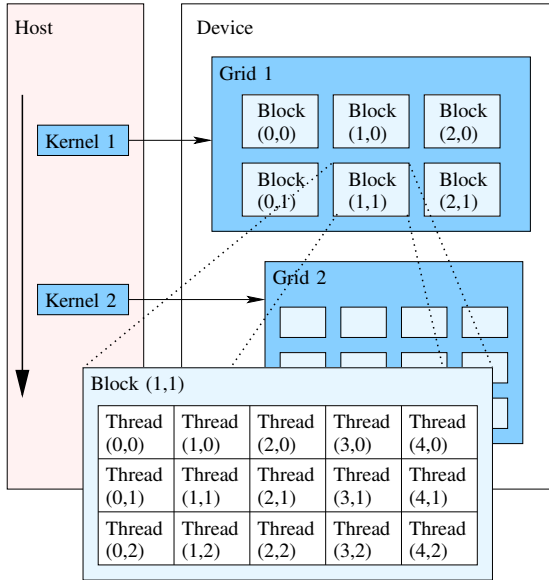 Host
Device
Grid 1
Block Block Block
(0,0) (1,0) (2,0)
Kernel 1
Block Block Block
(0,1) (1,1) (2,1)
Grid 2
Kernel 2
Block (1,1)
Thread Thread Thread Thread Thread
(0,0) (1,0) (2,0) (3,0) (4,0)
Thread Thread Thread Thread Thread
(0,1) (1,1) (2,1) (3,1) (4,1)
Thread Thread Thread Thread Thread
(0,2) (1,2) (2,2) (3,2) (4,2)